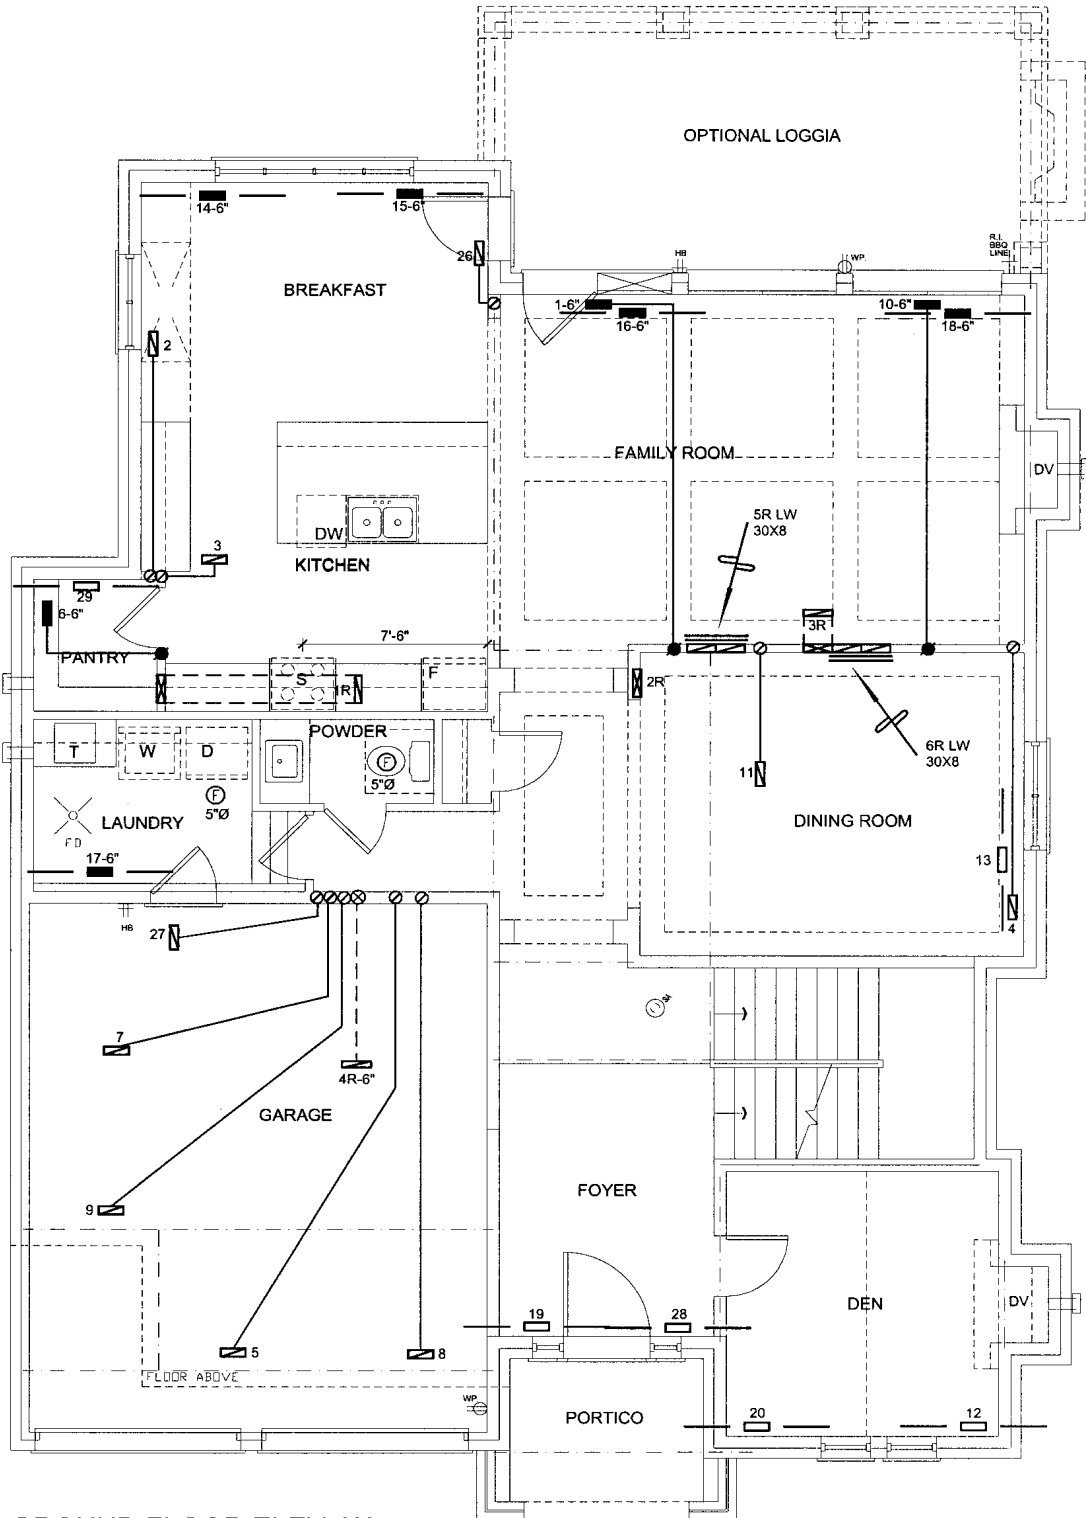 OPTIONAL LOGGIA
14-6"
15-6"
26
HB
WP.
R.I.
BBQ
LINE
BREAKFAST
1-6"
16-6"
10-6"
18-6"
2
FAMILY ROOM
DV
5R LW
30X8
DW
3
KITCHEN
29
6-6"
7'-6"
3R
PANTRY
S
F
R
2R
POWDER
T
W
D
F
5"Ø
F
5"Ø
6R LW
30X8
11
LAUNDRY
FD
DINING ROOM
17-6"
13
4
HB
27
SA
7
4R-6"
GARAGE
FOYER
9
DEN
DV
19
28
5
8
FLOOR ABOVE
WP
PORTICO
20
12